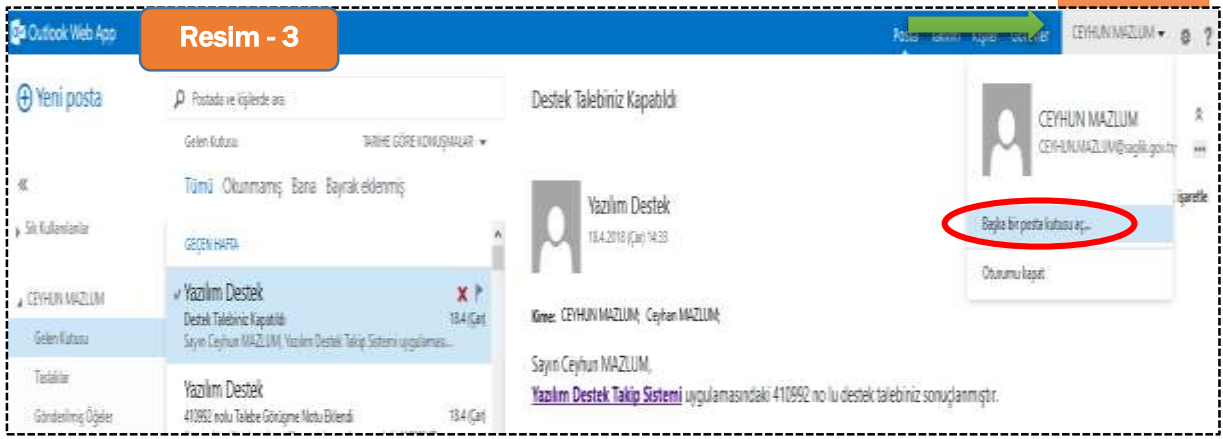 Resim - 3
Outlook Web App
Posta Takvim Kişiler Görevler
CEYHUN MAZLUM
?
Yeni posta
Postada ve kişilerde ara
Gelen Kutusu
TARİHE GÖRE KONUŞMALAR
Tümü Okunmamış Bana Bayrak eklenmiş
Sık Kullanılanlar
GEÇEN HAFTA
CEYHUN MAZLUM
Gelen Kutusu
Taslaklar
Gönderilmiş Öğeler
Yazılım Destek
Destek Talebiniz Kapatıldı
18.4 (Çar)
Sayın Ceyhun MAZLUM, Yazılım Destek Takip Sistemi uygulaması...
Yazılım Destek
410992 nolu Talebe Görüşme Notu Eklendi
18.4 (Çar)
Destek Talebiniz Kapatıldı
Yazılım Destek
18.4.2018 (Çar) 14:33
Kime: CEYHUN MAZLUM; Ceyhan MAZLUM;
Sayın Ceyhun MAZLUM,
Yazılım Destek Takip Sistemi uygulamasındaki 410992 no lu destek talebiniz sonuçlanmıştır.
CEYHUN MAZLUM
CEYHUN.MAZLUM@saglik.gov.tr
işaretle
Başka bir posta kutusu aç...
Oturumu kapat